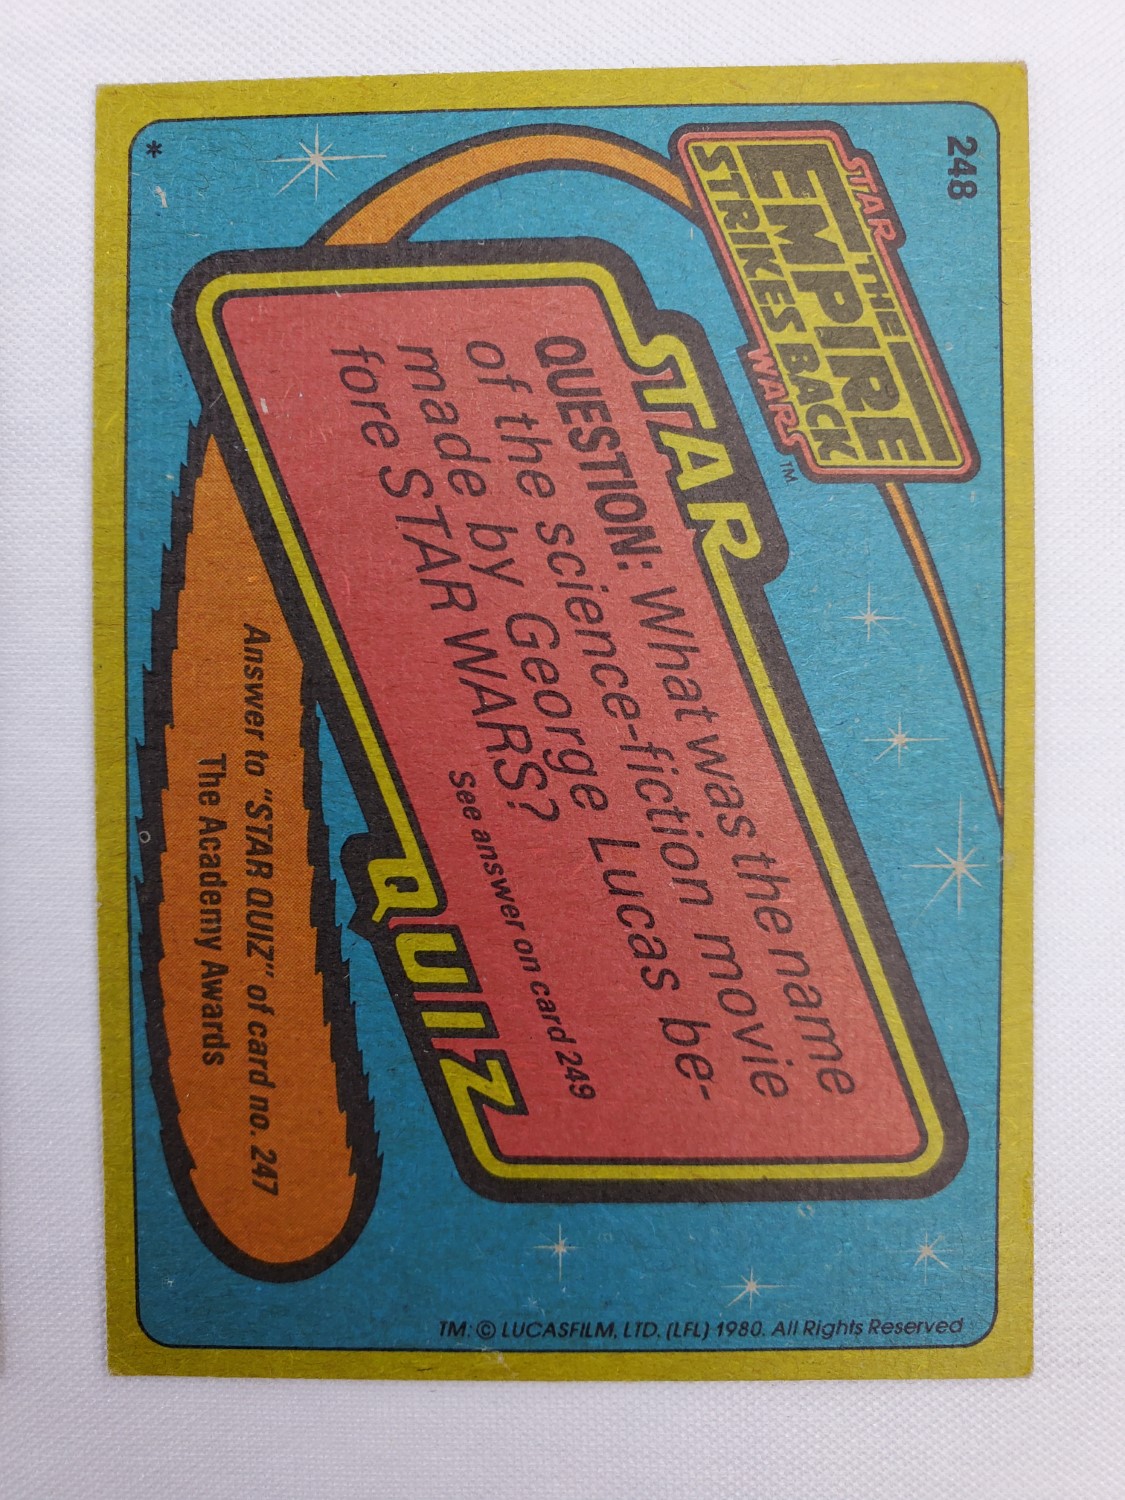 248
STAR
THE
EMPIRE
STRIKES BACK
WARS™
STAR
QUESTION: What was the name
of the science-fiction movie
made by George Lucas be-
fore STAR WARS?
See answer on card 249
QUIZ
Answer to "STAR QUIZ" of card no. 247
The Academy Awards
*
TM: © LUCASFILM, LTD. (LFL) 1980. All Rights Reserved